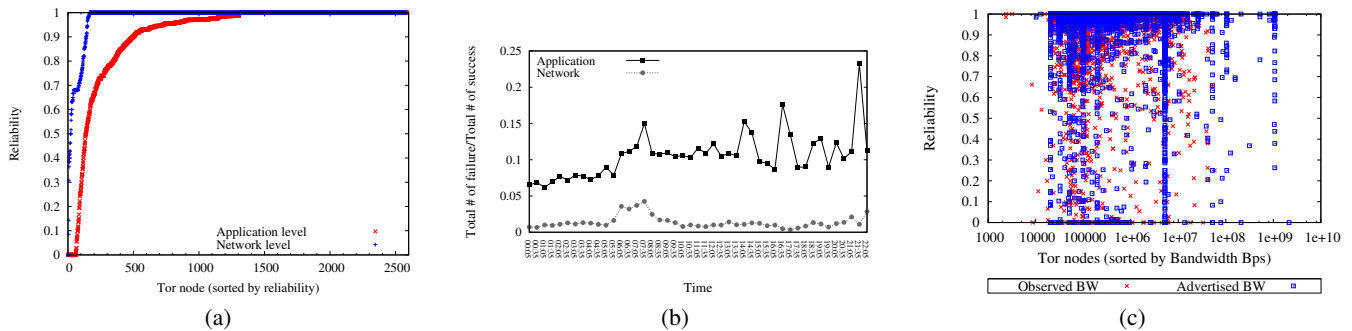 1
0.9
0.8
0.7
0.6
0.5
0.4
0.3
0.2
0.1
0
Reliability
Application level
Network level
0 500 1000 1500 2000 2500
Tor node (sorted by reliability)
(a)
0.25
0.2
0.15
0.1
0.05
0
Total # of failure/Total # of success
Application
Network
Time
(b)
1
0.9
0.8
0.7
0.6
0.5
0.4
0.3
0.2
0.1
0
Reliability
1000 10000 100000 1e+06 1e+07 1e+08 1e+09 1e+10
Tor nodes (sorted by Bandwidth Bps)
Observed BW Advertised BW
(c)